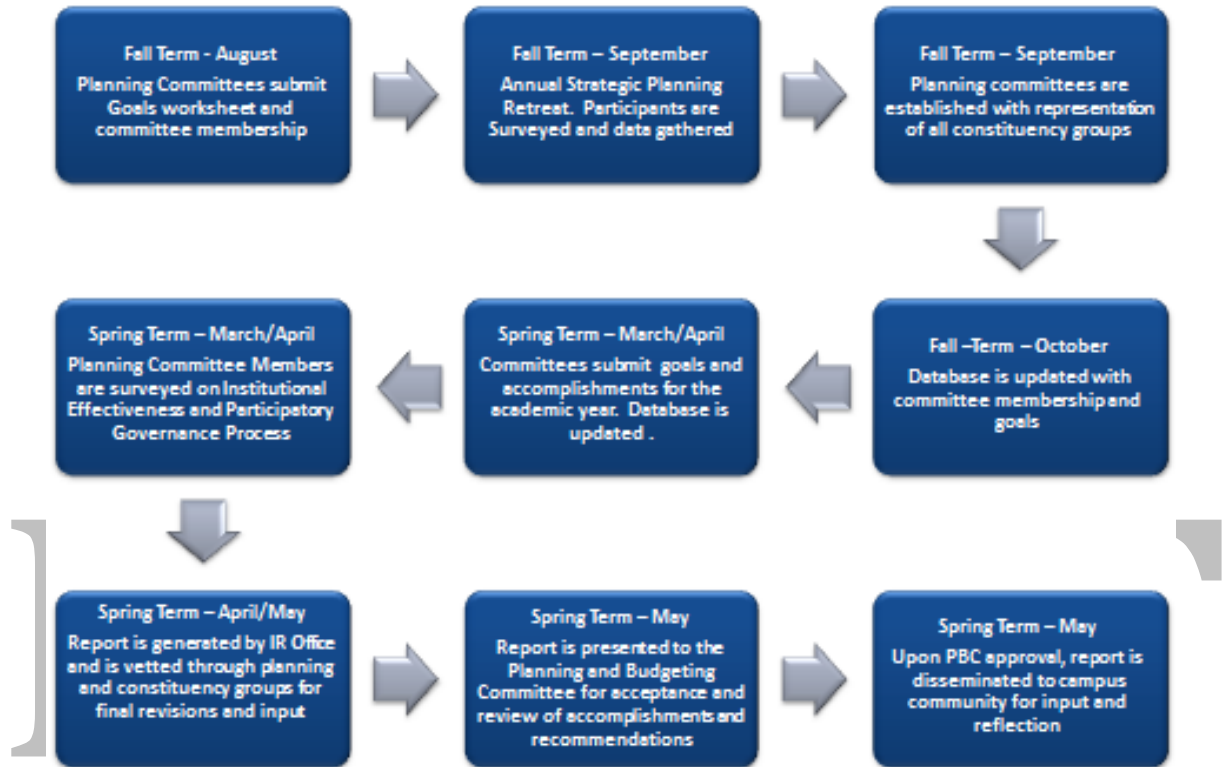 Fall Term - August
Planning Committees submit
Goals worksheet and
committee membership
Fall Term – September
Annual Strategic Planning
Retreat. Participants are
Surveyed and data gathered
Fall Term – September
Planning committees are
established with representation
of all constituency groups
Fall –Term – October
Database is updated with
committee membership and
goals
Spring Term – March/April
Committees submit goals and
accomplishments for the
academic year. Database is
updated .
Spring Term – March/April
Planning Committee Members
are surveyed on Institutional
Effectiveness and Participatory
Governance Process
Spring Term – April/May
Report is generated by IR Office
and is vetted through planning
and constituency groups for
final revisions and input
Spring Term – May
Report is presented to the
Planning and Budgeting
Committee for acceptance and
review of accomplishments and
recommendations
Spring Term – May
Upon PBC approval, report is
disseminated to campus
community for input and
reflection